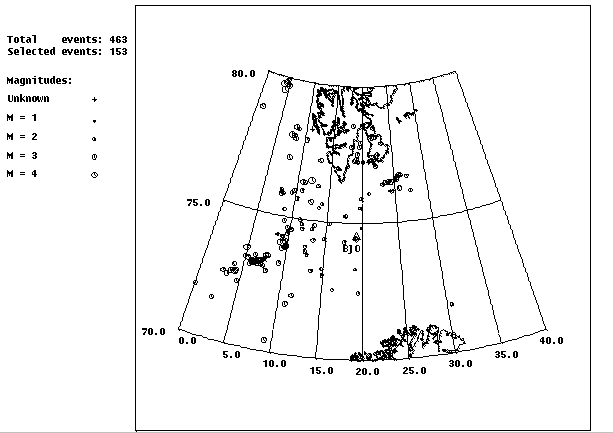 Total events: 463
Selected events: 153
Magnitudes:
Unknown +
M = 1
M = 2
M = 3
M = 4
80.0
75.0
BJO
70.0
0.0
5.0
10.0
15.0
20.0
25.0
30.0
35.0
40.0